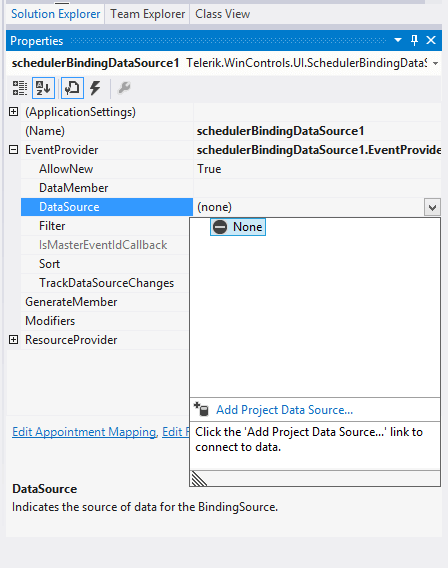 Solution Explorer Team Explorer Class View
Properties
schedulerBindingDataSource1 Telerik.WinControls.UI.SchedulerBindingDataS
(ApplicationSettings)
(Name) schedulerBindingDataSource1
EventProvider schedulerBindingDataSource1.EventProvide
AllowNew True
DataMember
DataSource (none)
Filter None
IsMasterEventIdCallback
Sort
TrackDataSourceChanges
GenerateMember
Modifiers
ResourceProvider
Add Project Data Source...
Edit Appointment Mapping, Edit R
Click the 'Add Project Data Source...' link to
connect to data.
DataSource
Indicates the source of data for the BindingSource.